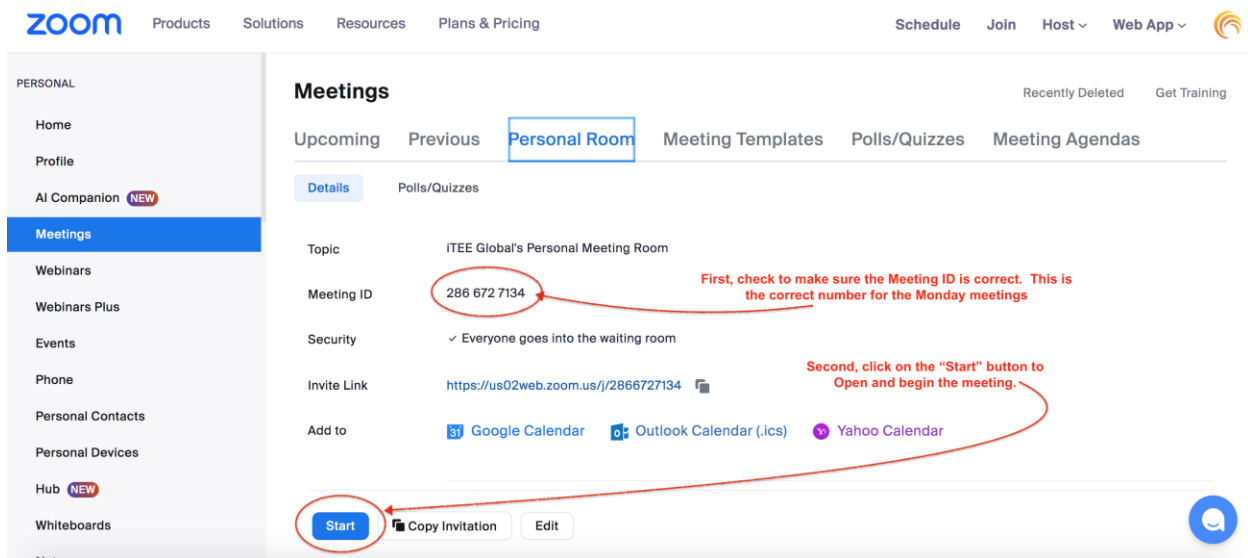 zoom Products Solutions Resources Plans & Pricing Schedule Join Host Web App
PERSONAL
Home
Profile
AI Companion NEW
Meetings
Webinars
Webinars Plus
Events
Phone
Personal Contacts
Personal Devices
Hub NEW
Whiteboards
Meetings
Recently Deleted Get Training
Upcoming Previous Personal Room Meeting Templates Polls/Quizzes Meeting Agendas
Details Polls/Quizzes
Topic iTEE Global's Personal Meeting Room
First, check to make sure the Meeting ID is correct. This is
the correct number for the Monday meetings
Meeting ID 286 672 7134
Security Everyone goes into the waiting room
Second, click on the “Start” button to
Open and begin the meeting.
Invite Link https://us02web.zoom.us/j/2866727134
Add to 31 Google Calendar Outlook Calendar (.ics) Yahoo Calendar
Start Copy Invitation Edit